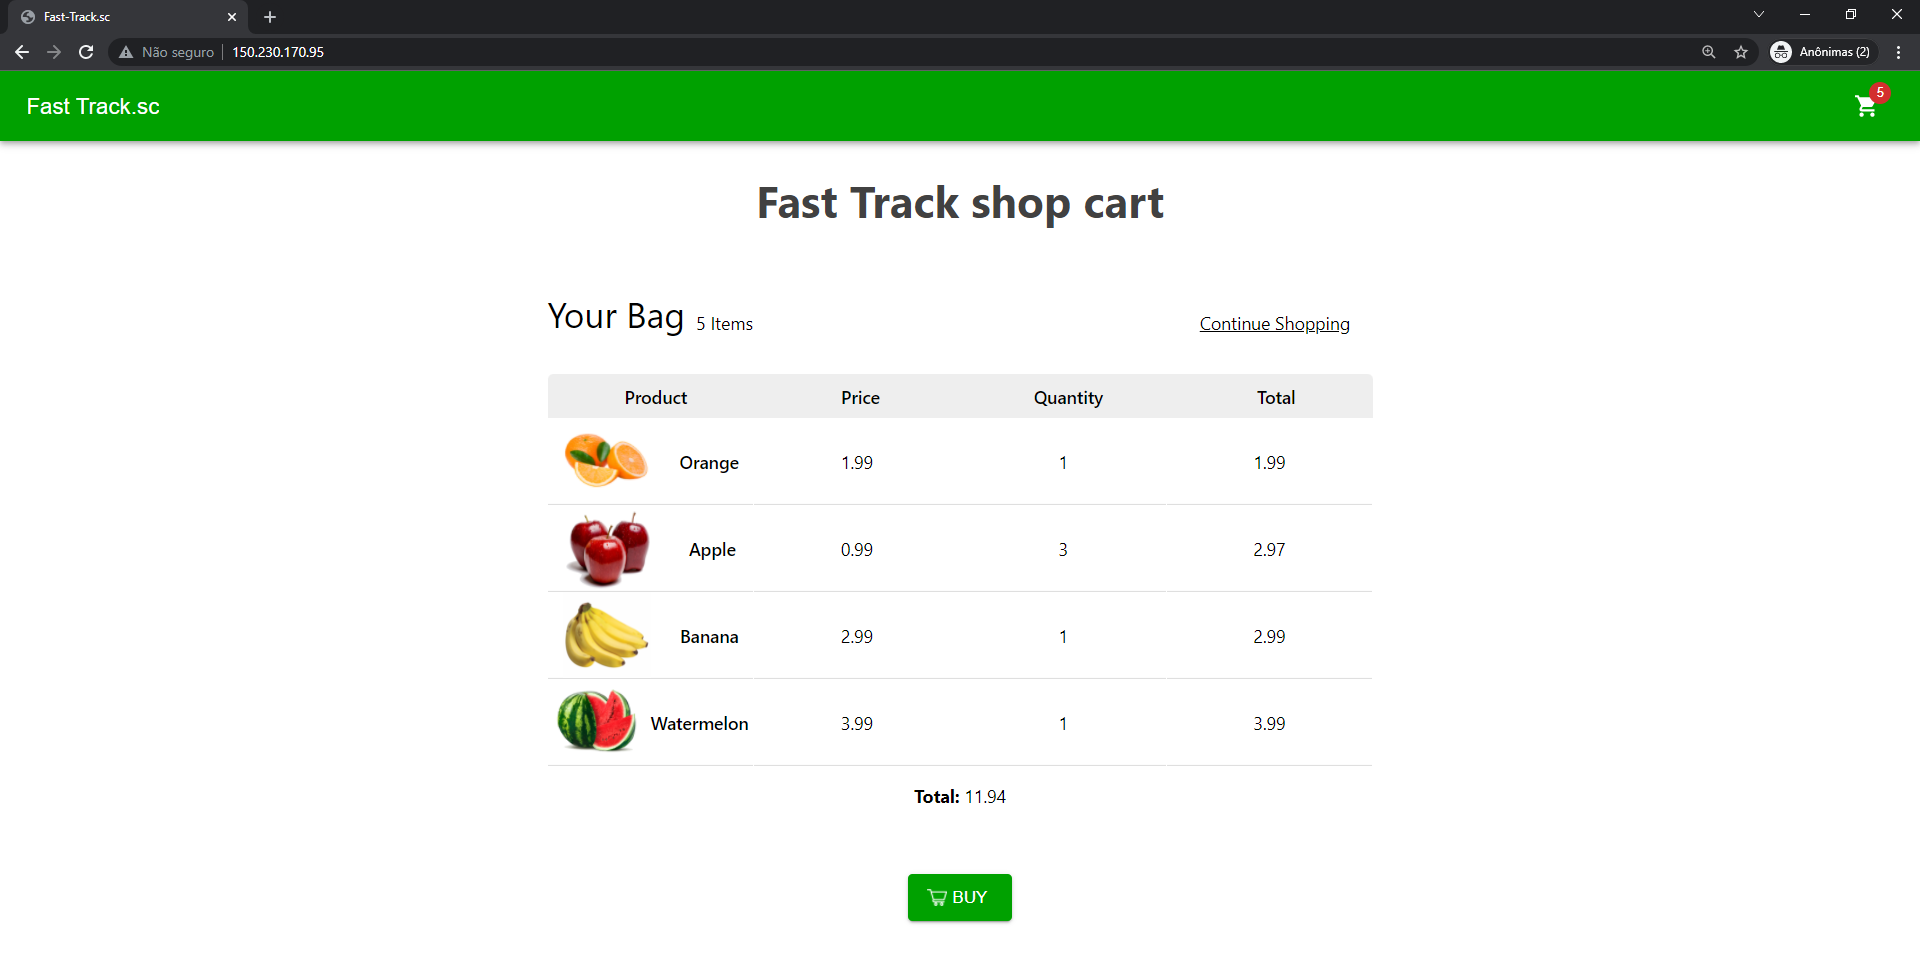 Fast-Track.sc
Não seguro 150.230.170.95 Anônimas (2)
Fast Track.sc 5
Fast Track shop cart
Your Bag 5 Items Continue Shopping
Product Price Quantity Total
Orange 1.99 1 1.99
Apple 0.99 3 2.97
Banana 2.99 1 2.99
Watermelon 3.99 1 3.99
Total: 11.94
BUY